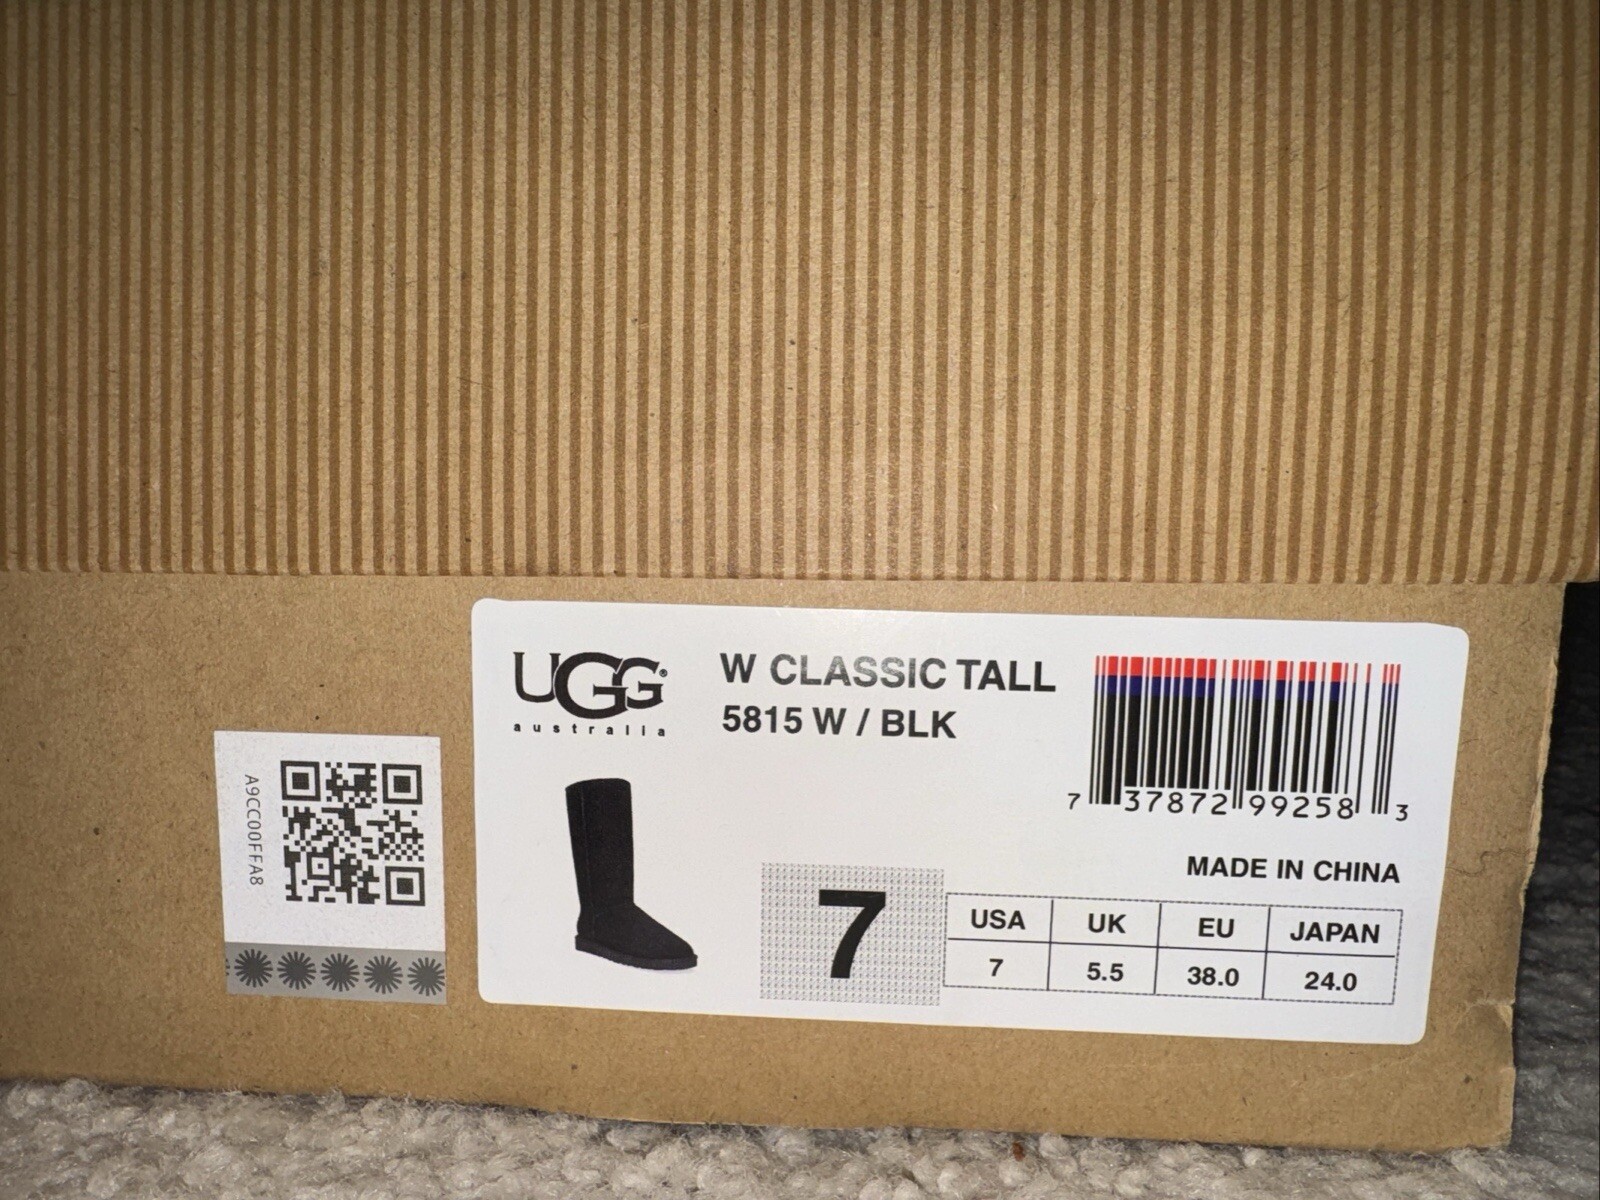 UGG®
australia
W CLASSIC TALL
5815 W / BLK
7 37872 99258 3
MADE IN CHINA
7
USA UK EU JAPAN
7 5.5 38.0 24.0
A9CC00FFA8